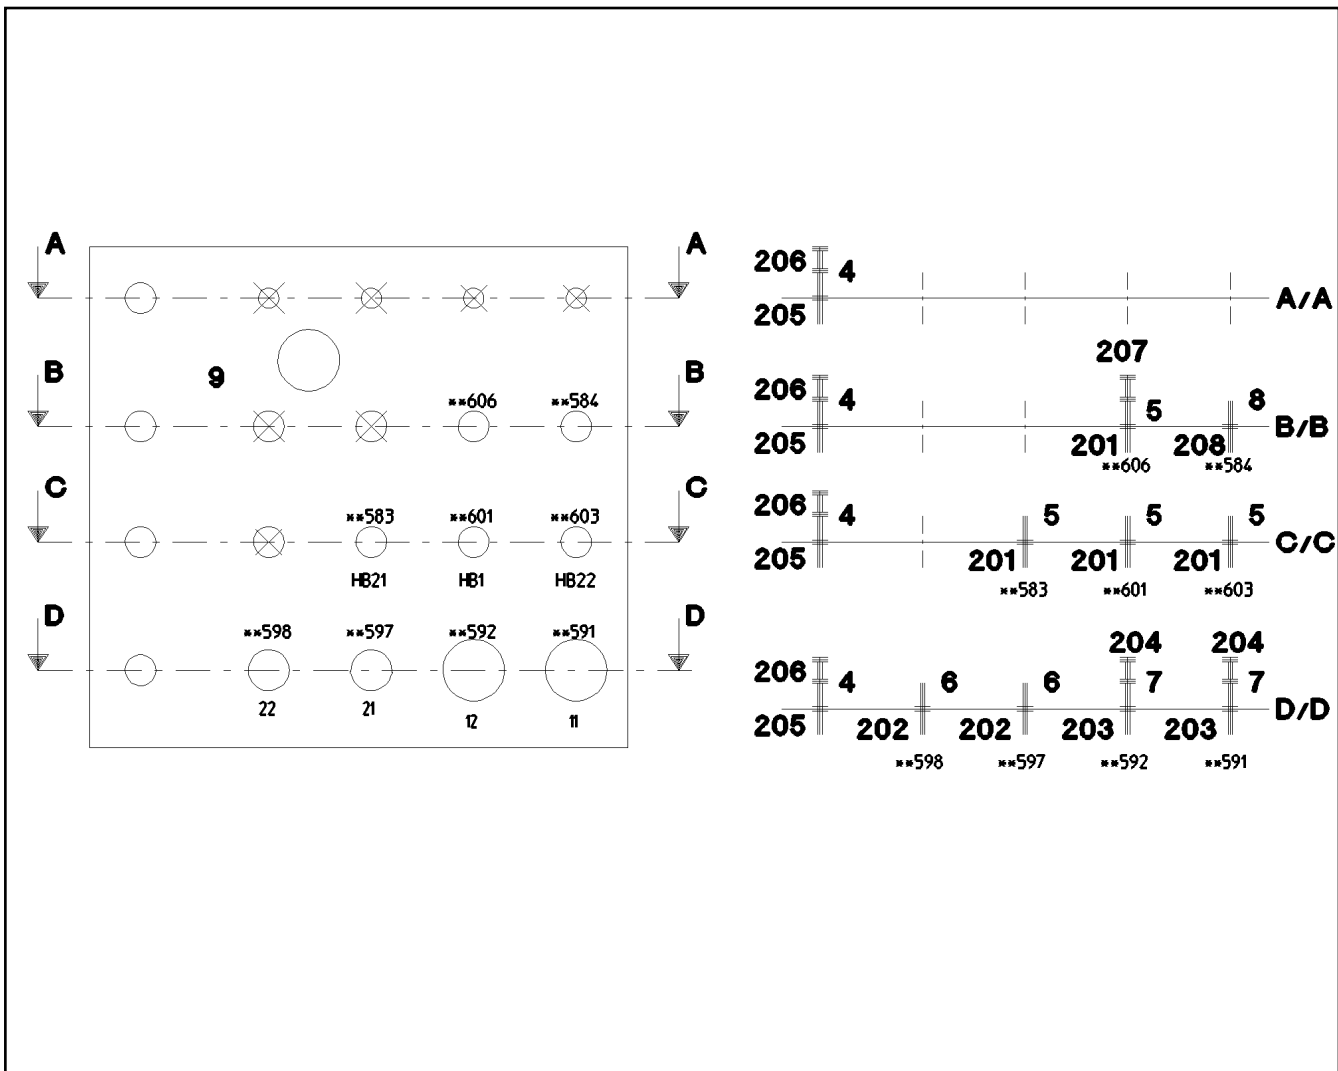 A A
206 4
205 A/A
207
9
B B
**606 **584
206 4 5 8
205 201 208 B/B
**606 **584
C C
**583 **601 **603
HB21 HB1 HB22
206 4 5 5 5
205 201 201 201 C/C
**583 **601 **603
D D
**598 **597 **592 **591
22 21 12 11
204 204
206 4 6 6 7 7
205 202 202 203 203 D/D
**598 **597 **592 **591